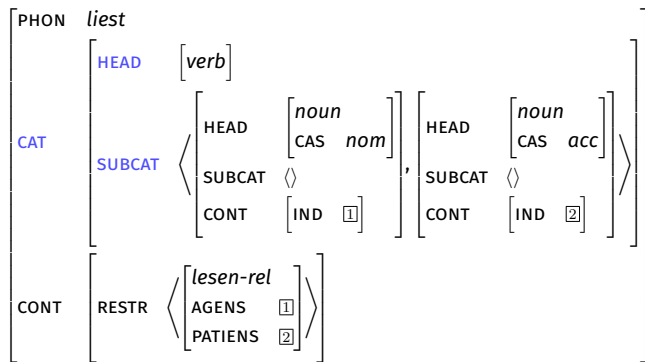 PHON liest
HEAD [verb]
CAT
SUBCAT ⟨[HEAD [noun CAS nom] SUBCAT ⟨⟩ CONT [IND 1]], [HEAD [noun CAS acc] SUBCAT ⟨⟩ CONT [IND 2]]⟩
CONT [RESTR ⟨[lesen-rel
AGENS 1
PATIENS 2]⟩]